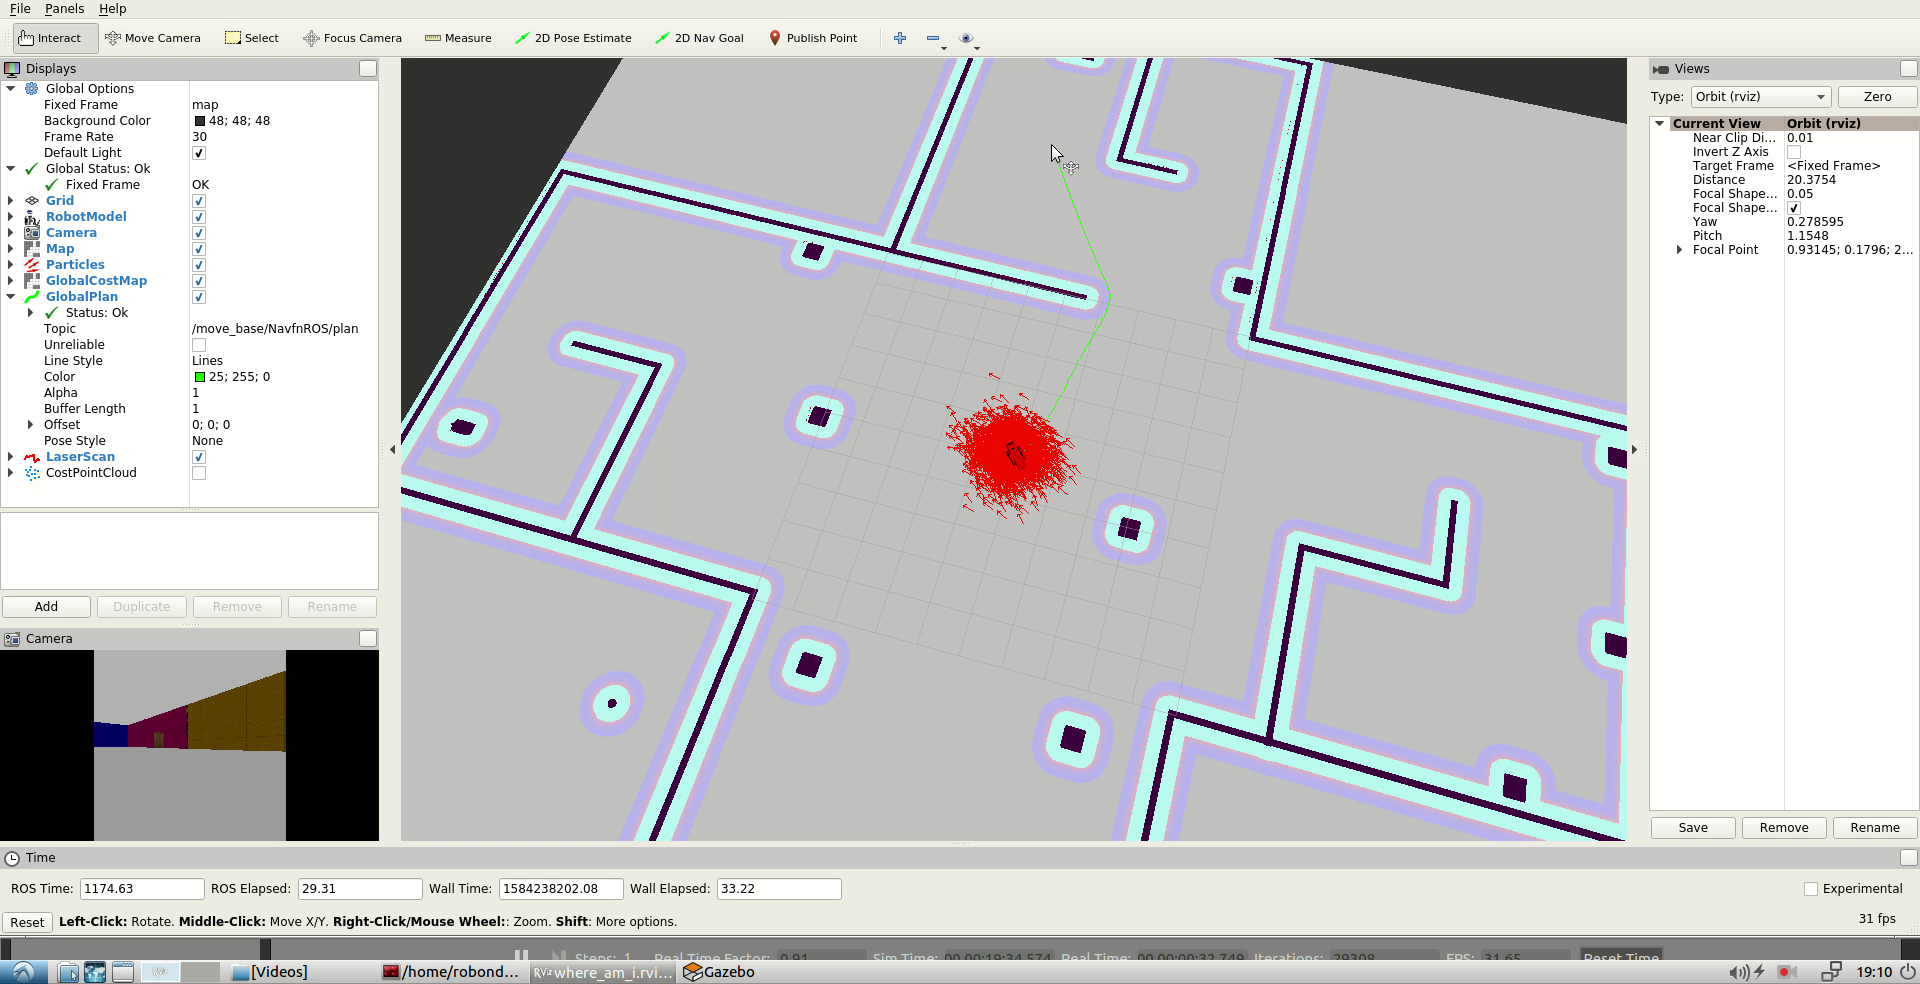 File Panels Help
Interact Move Camera Select Focus Camera Measure 2D Pose Estimate 2D Nav Goal Publish Point
Displays
Global Options
Fixed Frame map
Background Color 48; 48; 48
Frame Rate 30
Default Light
Global Status: Ok
Fixed Frame OK
Grid
RobotModel
Camera
Map
Particles
GlobalCostMap
GlobalPlan
Status: Ok
Topic /move_base/NavfnROS/plan
Unreliable
Line Style Lines
Color 25; 255; 0
Alpha 1
Buffer Length 1
Offset 0; 0; 0
Pose Style None
LaserScan
CostPointCloud
Add Duplicate Remove Rename
Camera
Views
Type: Orbit (rviz) Zero
Current View Orbit (rviz)
Near Clip Di... 0.01
Invert Z Axis
Target Frame <Fixed Frame>
Distance 20.3754
Focal Shape... 0.05
Focal Shape...
Yaw 0.278595
Pitch 1.1548
Focal Point 0.93145; 0.1796; 2...
Save Remove Rename
Time
ROS Time: 1174.63 ROS Elapsed: 29.31 Wall Time: 1584238202.08 Wall Elapsed: 33.22 Experimental
Reset Left-Click: Rotate. Middle-Click: Move X/Y. Right-Click/Mouse Wheel:: Zoom. Shift: More options. 31 fps
Steps: 1 Real Time Factor: 0.91 Sim Time: 00 00:19:34.574 Real Time: 00 00:00:32.749 Iterations: 29308 FPS: 31.65 Reset Time
[Videos] /home/robond... where_am_i.rvi... Gazebo 19:10